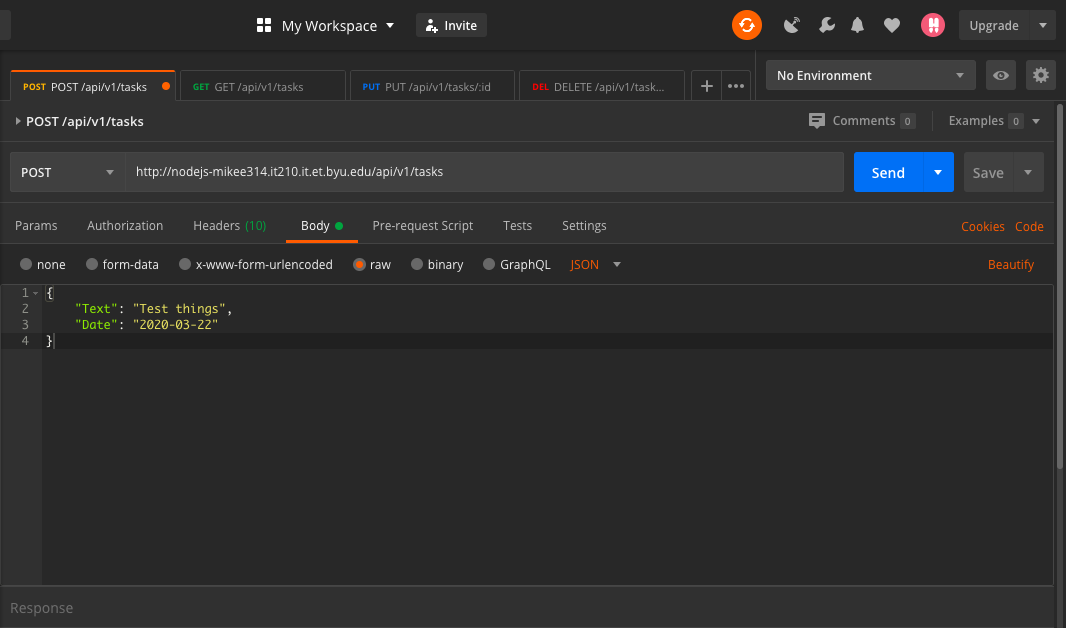 My Workspace Invite Upgrade
POST POST /api/v1/tasks GET GET /api/v1/tasks PUT PUT /api/v1/tasks/:id DEL DELETE /api/v1/task... No Environment
POST /api/v1/tasks Comments 0 Examples 0
POST http://nodejs-mikee314.it210.it.et.byu.edu/api/v1/tasks Send Save
Params Authorization Headers (10) Body Pre-request Script Tests Settings Cookies Code
none form-data x-www-form-urlencoded raw binary GraphQL JSON Beautify
1 {
2 "Text": "Test things",
3 "Date": "2020-03-22"
4 }
Response